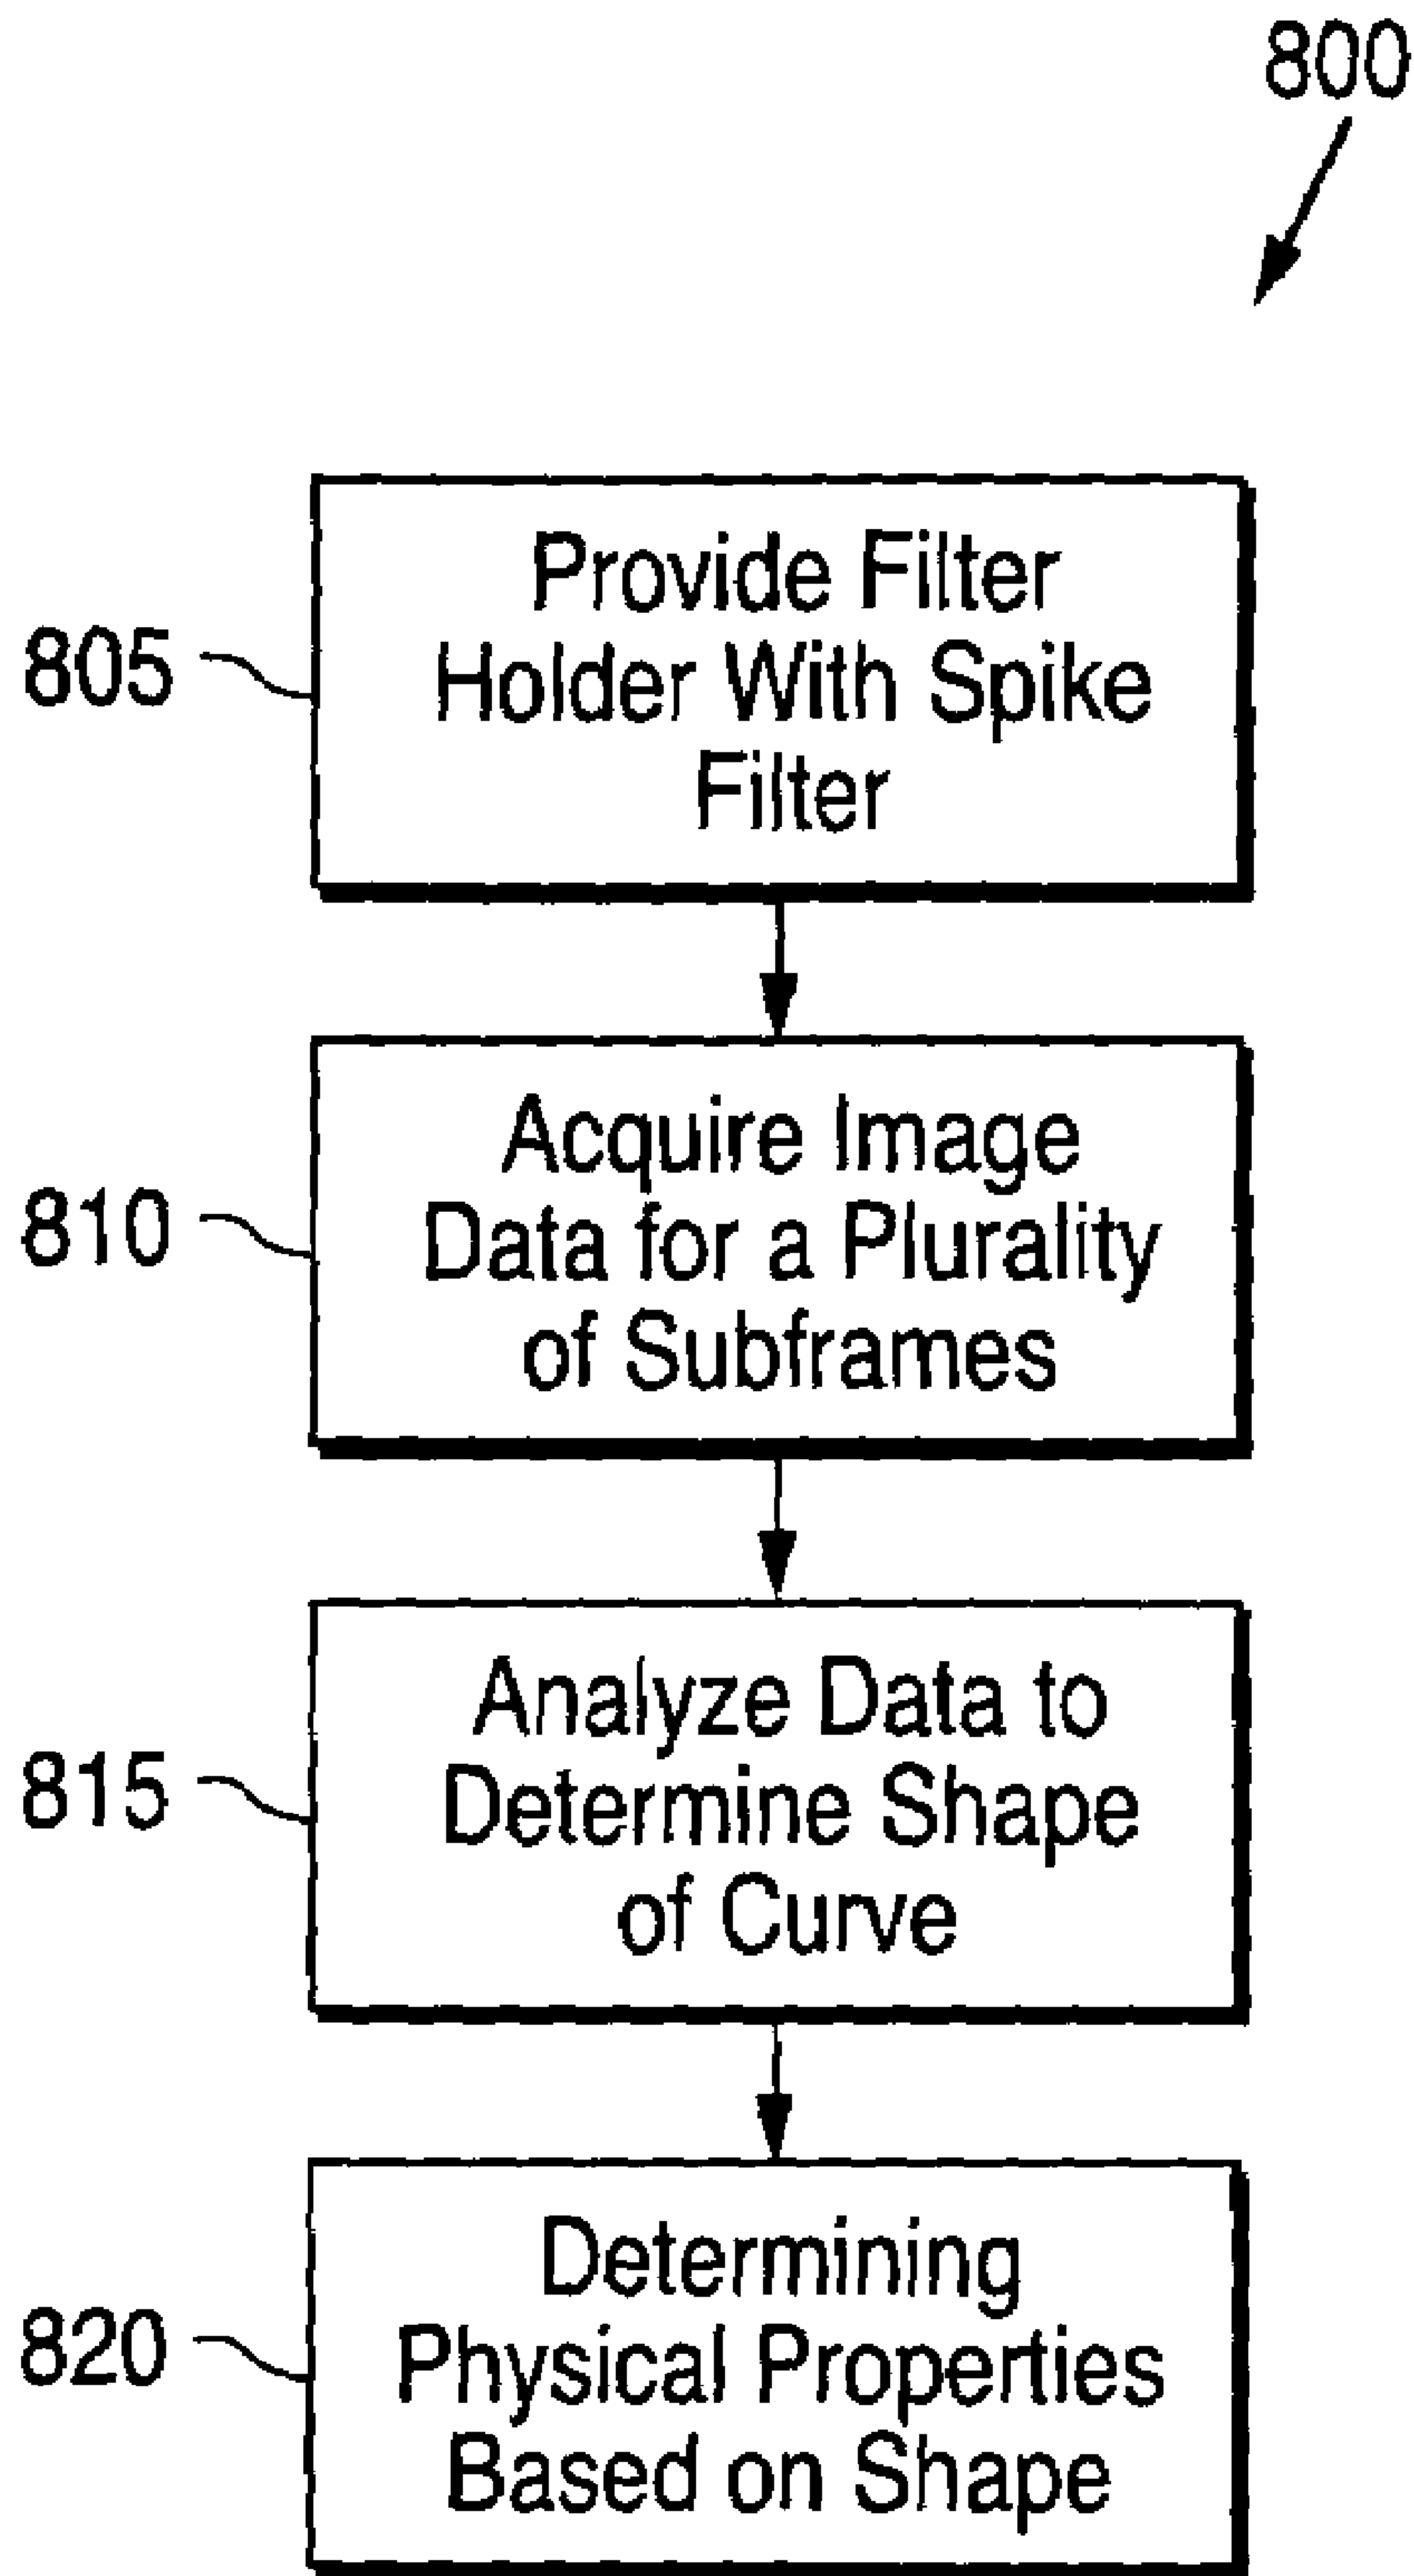 800
805
Provide Filter
Holder With Spike
Filter
810
Acquire Image
Data for a Plurality
of Subframes
815
Analyze Data to
Determine Shape
of Curve
820
Determining
Physical Properties
Based on Shape